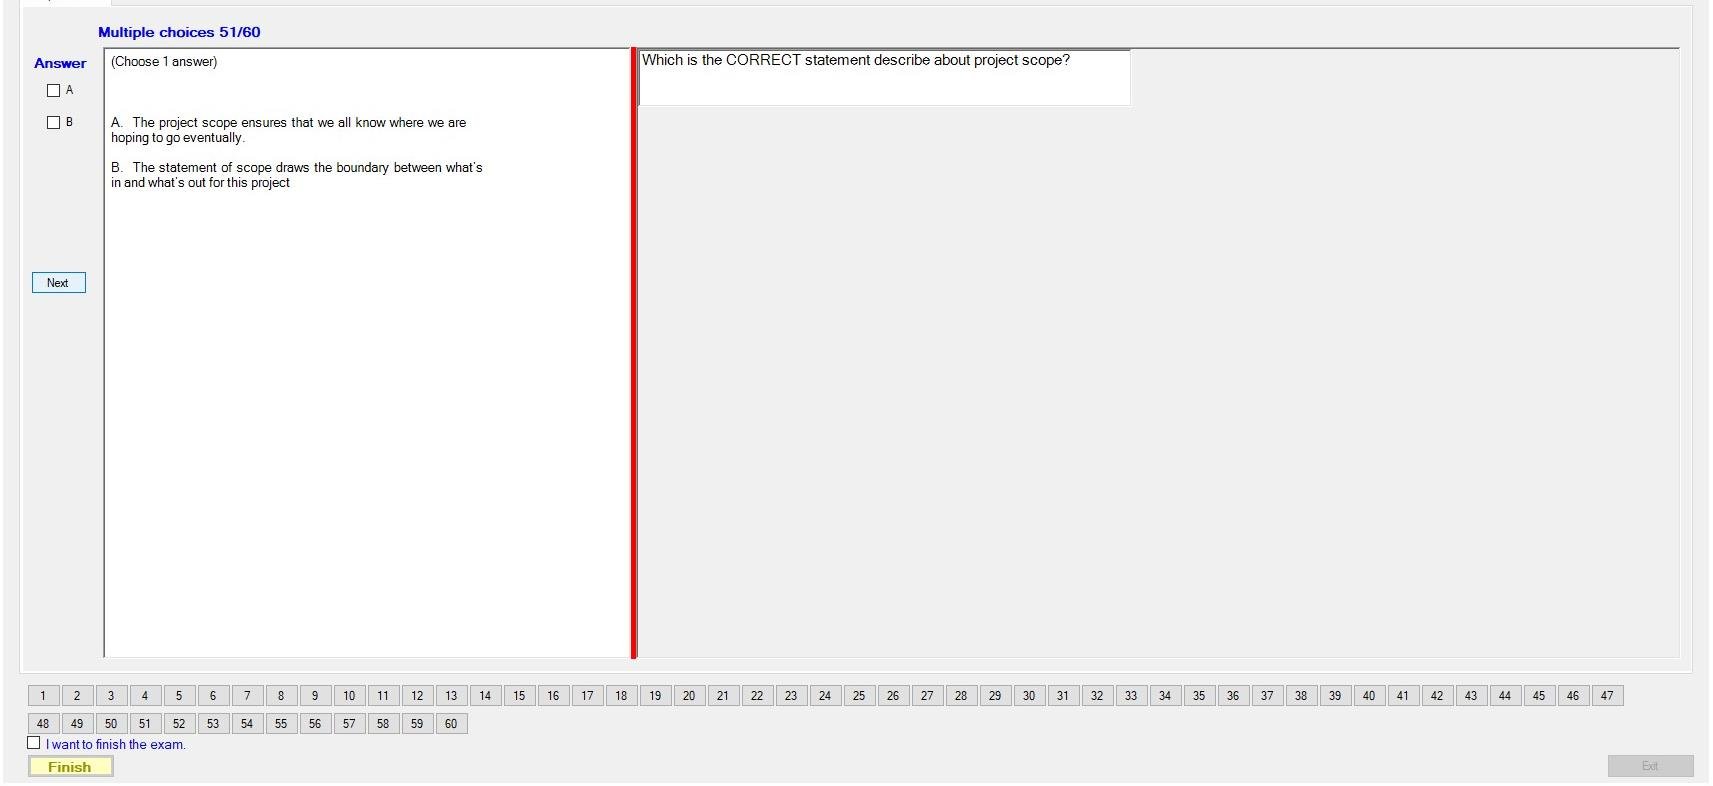 Multiple choices 51/60
Answer
A
B
Next
(Choose 1 answer)
A. The project scope ensures that we all know where we are
hoping to go eventually.
B. The statement of scope draws the boundary between what's
in and what's out for this project
Which is the CORRECT statement describe about project scope?
1 2 3 4 5 6 7 8 9 10 11 12 13 14 15 16 17 18 19 20 21 22 23 24 25 26 27 28 29 30 31 32 33 34 35 36 37 38 39 40 41 42 43 44 45 46 47
48 49 50 51 52 53 54 55 56 57 58 59 60
I want to finish the exam.
Finish
Exit